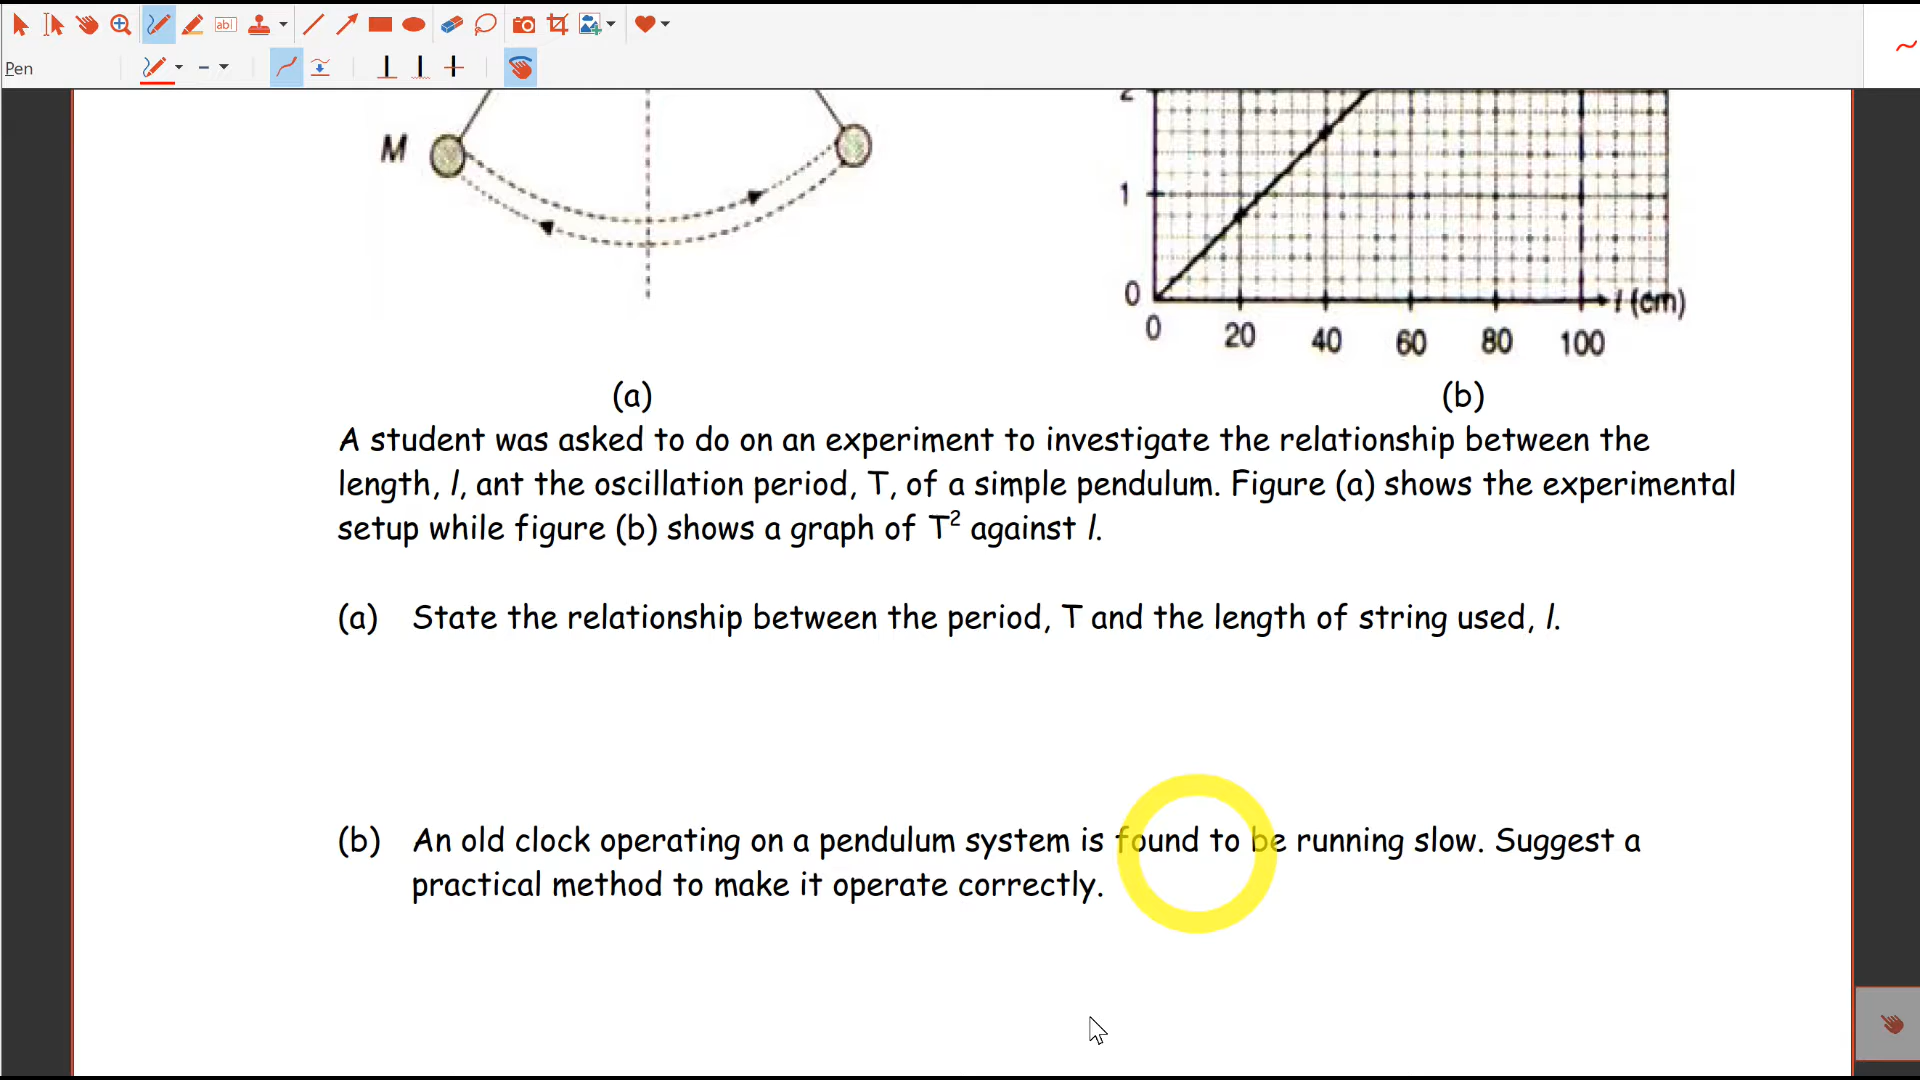 ab|
Pen
M
2
1
0
l (cm)
0 20 40 60 80 100
(a) (b)
A student was asked to do on an experiment to investigate the relationship between the
length, l, ant the oscillation period, T, of a simple pendulum. Figure (a) shows the experimental
setup while figure (b) shows a graph of T² against l.
(a) State the relationship between the period, T and the length of string used, l.
(b) An old clock operating on a pendulum system is found to be running slow. Suggest a
practical method to make it operate correctly.